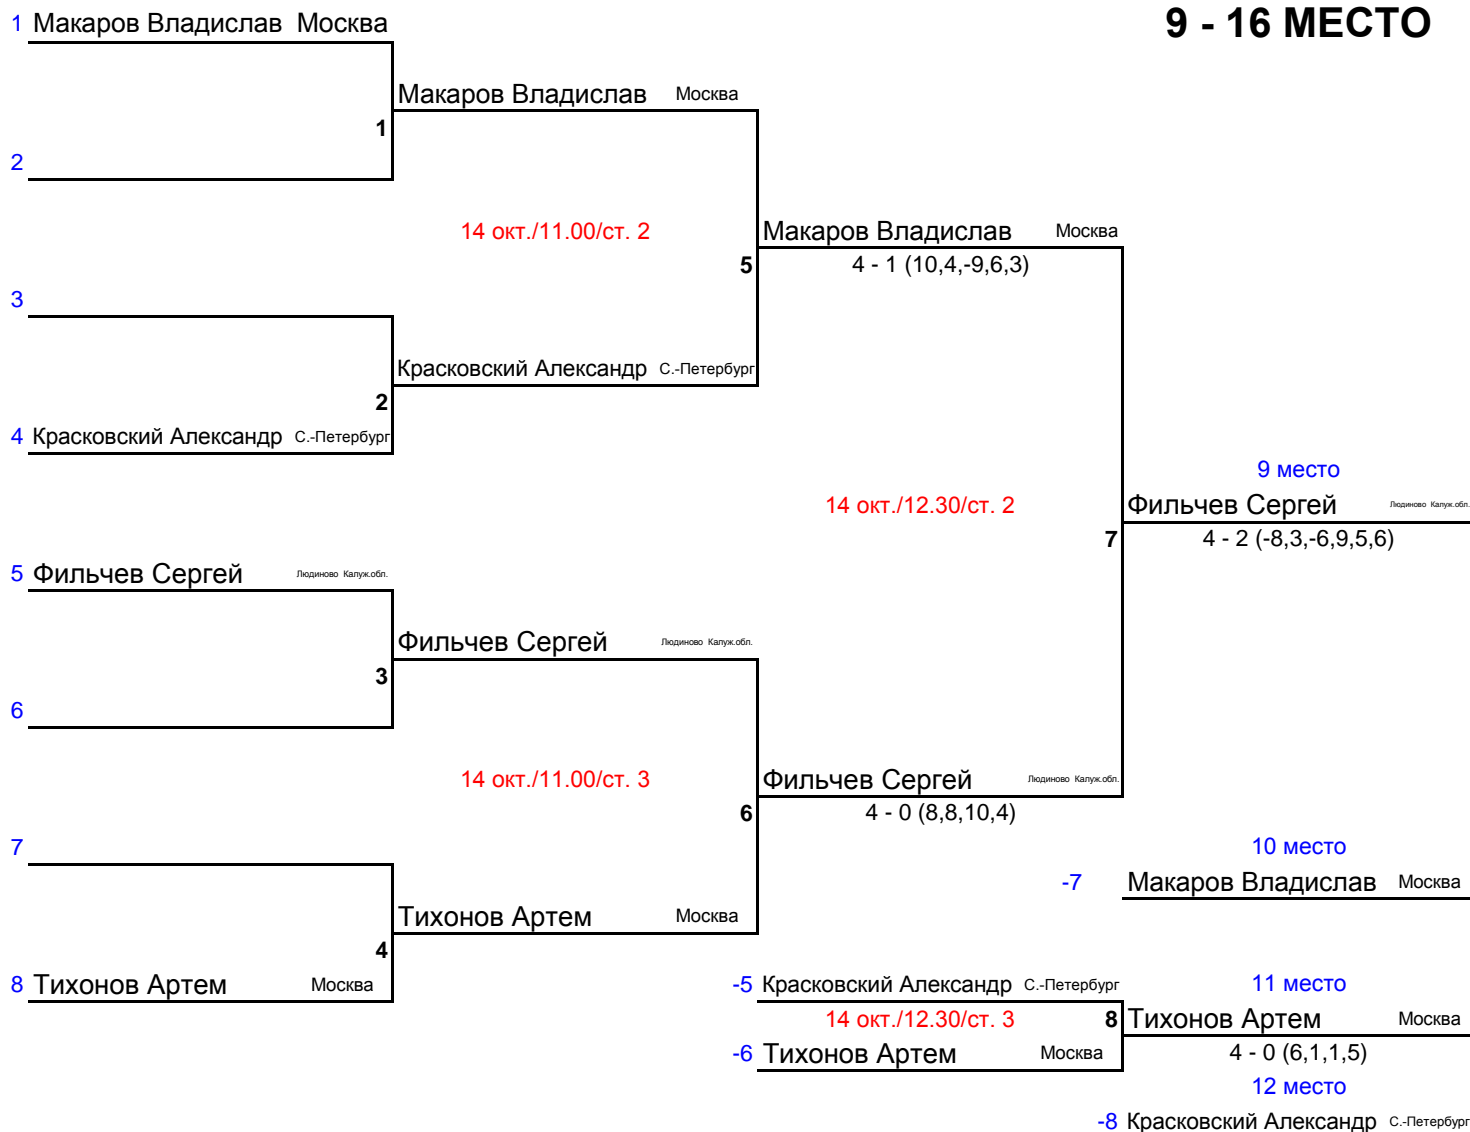 9 - 16 МЕСТО
1 Макаров Владислав Москва
Макаров Владислав Москва
1
2
14 окт./11.00/ст. 2
Макаров Владислав Москва
5
4 - 1 (10,4,-9,6,3)
3
Красковский Александр С.-Петербург
2
4 Красковский Александр С.-Петербург
9 место
14 окт./12.30/ст. 2
Фильчев Сергей Людиново Калуж.обл.
7
4 - 2 (-8,3,-6,9,5,6)
5 Фильчев Сергей Людиново Калуж.обл.
Фильчев Сергей Людиново Калуж.обл.
3
6
14 окт./11.00/ст. 3
Фильчев Сергей Людиново Калуж.обл.
6
4 - 0 (8,8,10,4)
7
10 место
-7 Макаров Владислав Москва
Тихонов Артем Москва
4
8 Тихонов Артем Москва
-5 Красковский Александр С.-Петербург
11 место
14 окт./12.30/ст. 3
8 Тихонов Артем Москва
-6 Тихонов Артем Москва
4 - 0 (6,1,1,5)
12 место
-8 Красковский Александр С.-Петербург